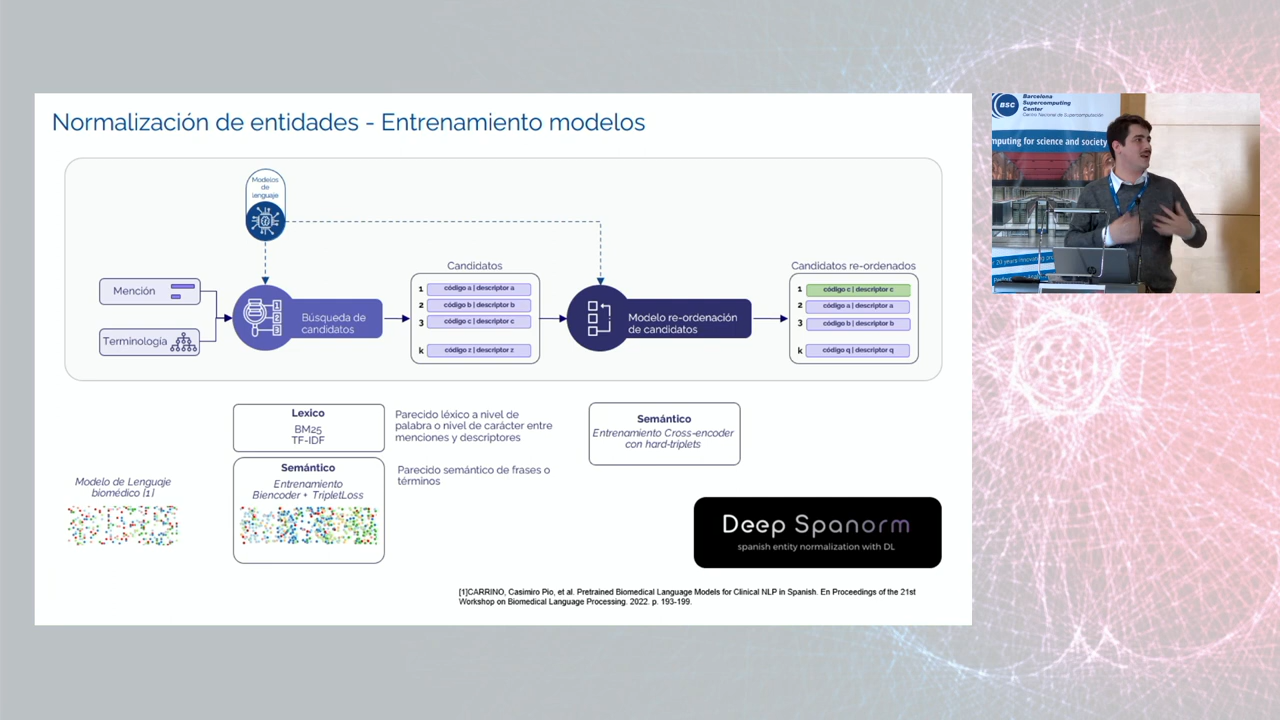 Normalización de entidades - Entrenamiento modelos
Modelos
de
lenguaje
Mención
Terminología
1
2
3
Búsqueda de
candidatos
Candidatos
1 código a | descriptor a
2 código b | descriptor b
3 código c | descriptor c
k código z | descriptor z
Modelo re-ordenación
de candidatos
Candidatos re-ordenados
1 código c | descriptor c
2 código a | descriptor a
3 código b | descriptor b
k código q | descriptor q
Lexico
BM25
TF-IDF
Parecido léxico a nivel de
palabra o nivel de carácter entre
menciones y descriptores
Semántico
Entrenamiento
Biencoder + TripletLoss
Parecido semántico de frases o
términos
Semántico
Entrenamiento Cross-encoder
con hard-triplets
Modelo de Lenguaje
biomédico [1]
Deep Spanorm
spanish entity normalization with DL
[1]CARRINO, Casimiro Pio, et al. Pretrained Biomedical Language Models for Clinical NLP in Spanish. En Proceedings of the 21st
Workshop on Biomedical Language Processing. 2022. p. 193-199.
BSC
Barcelona
Supercomputing
Center
Centro Nacional de Supercomputación
mputing for science and society
hp